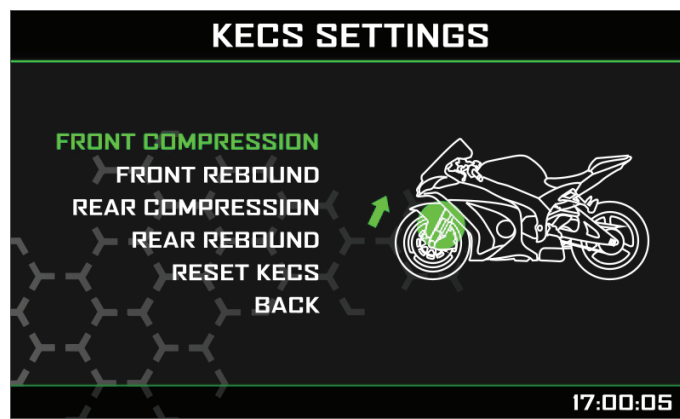 KECS SETTINGS
FRONT COMPRESSION
FRONT REBOUND
REAR COMPRESSION
REAR REBOUND
RESET KECS
BACK
17:00:05